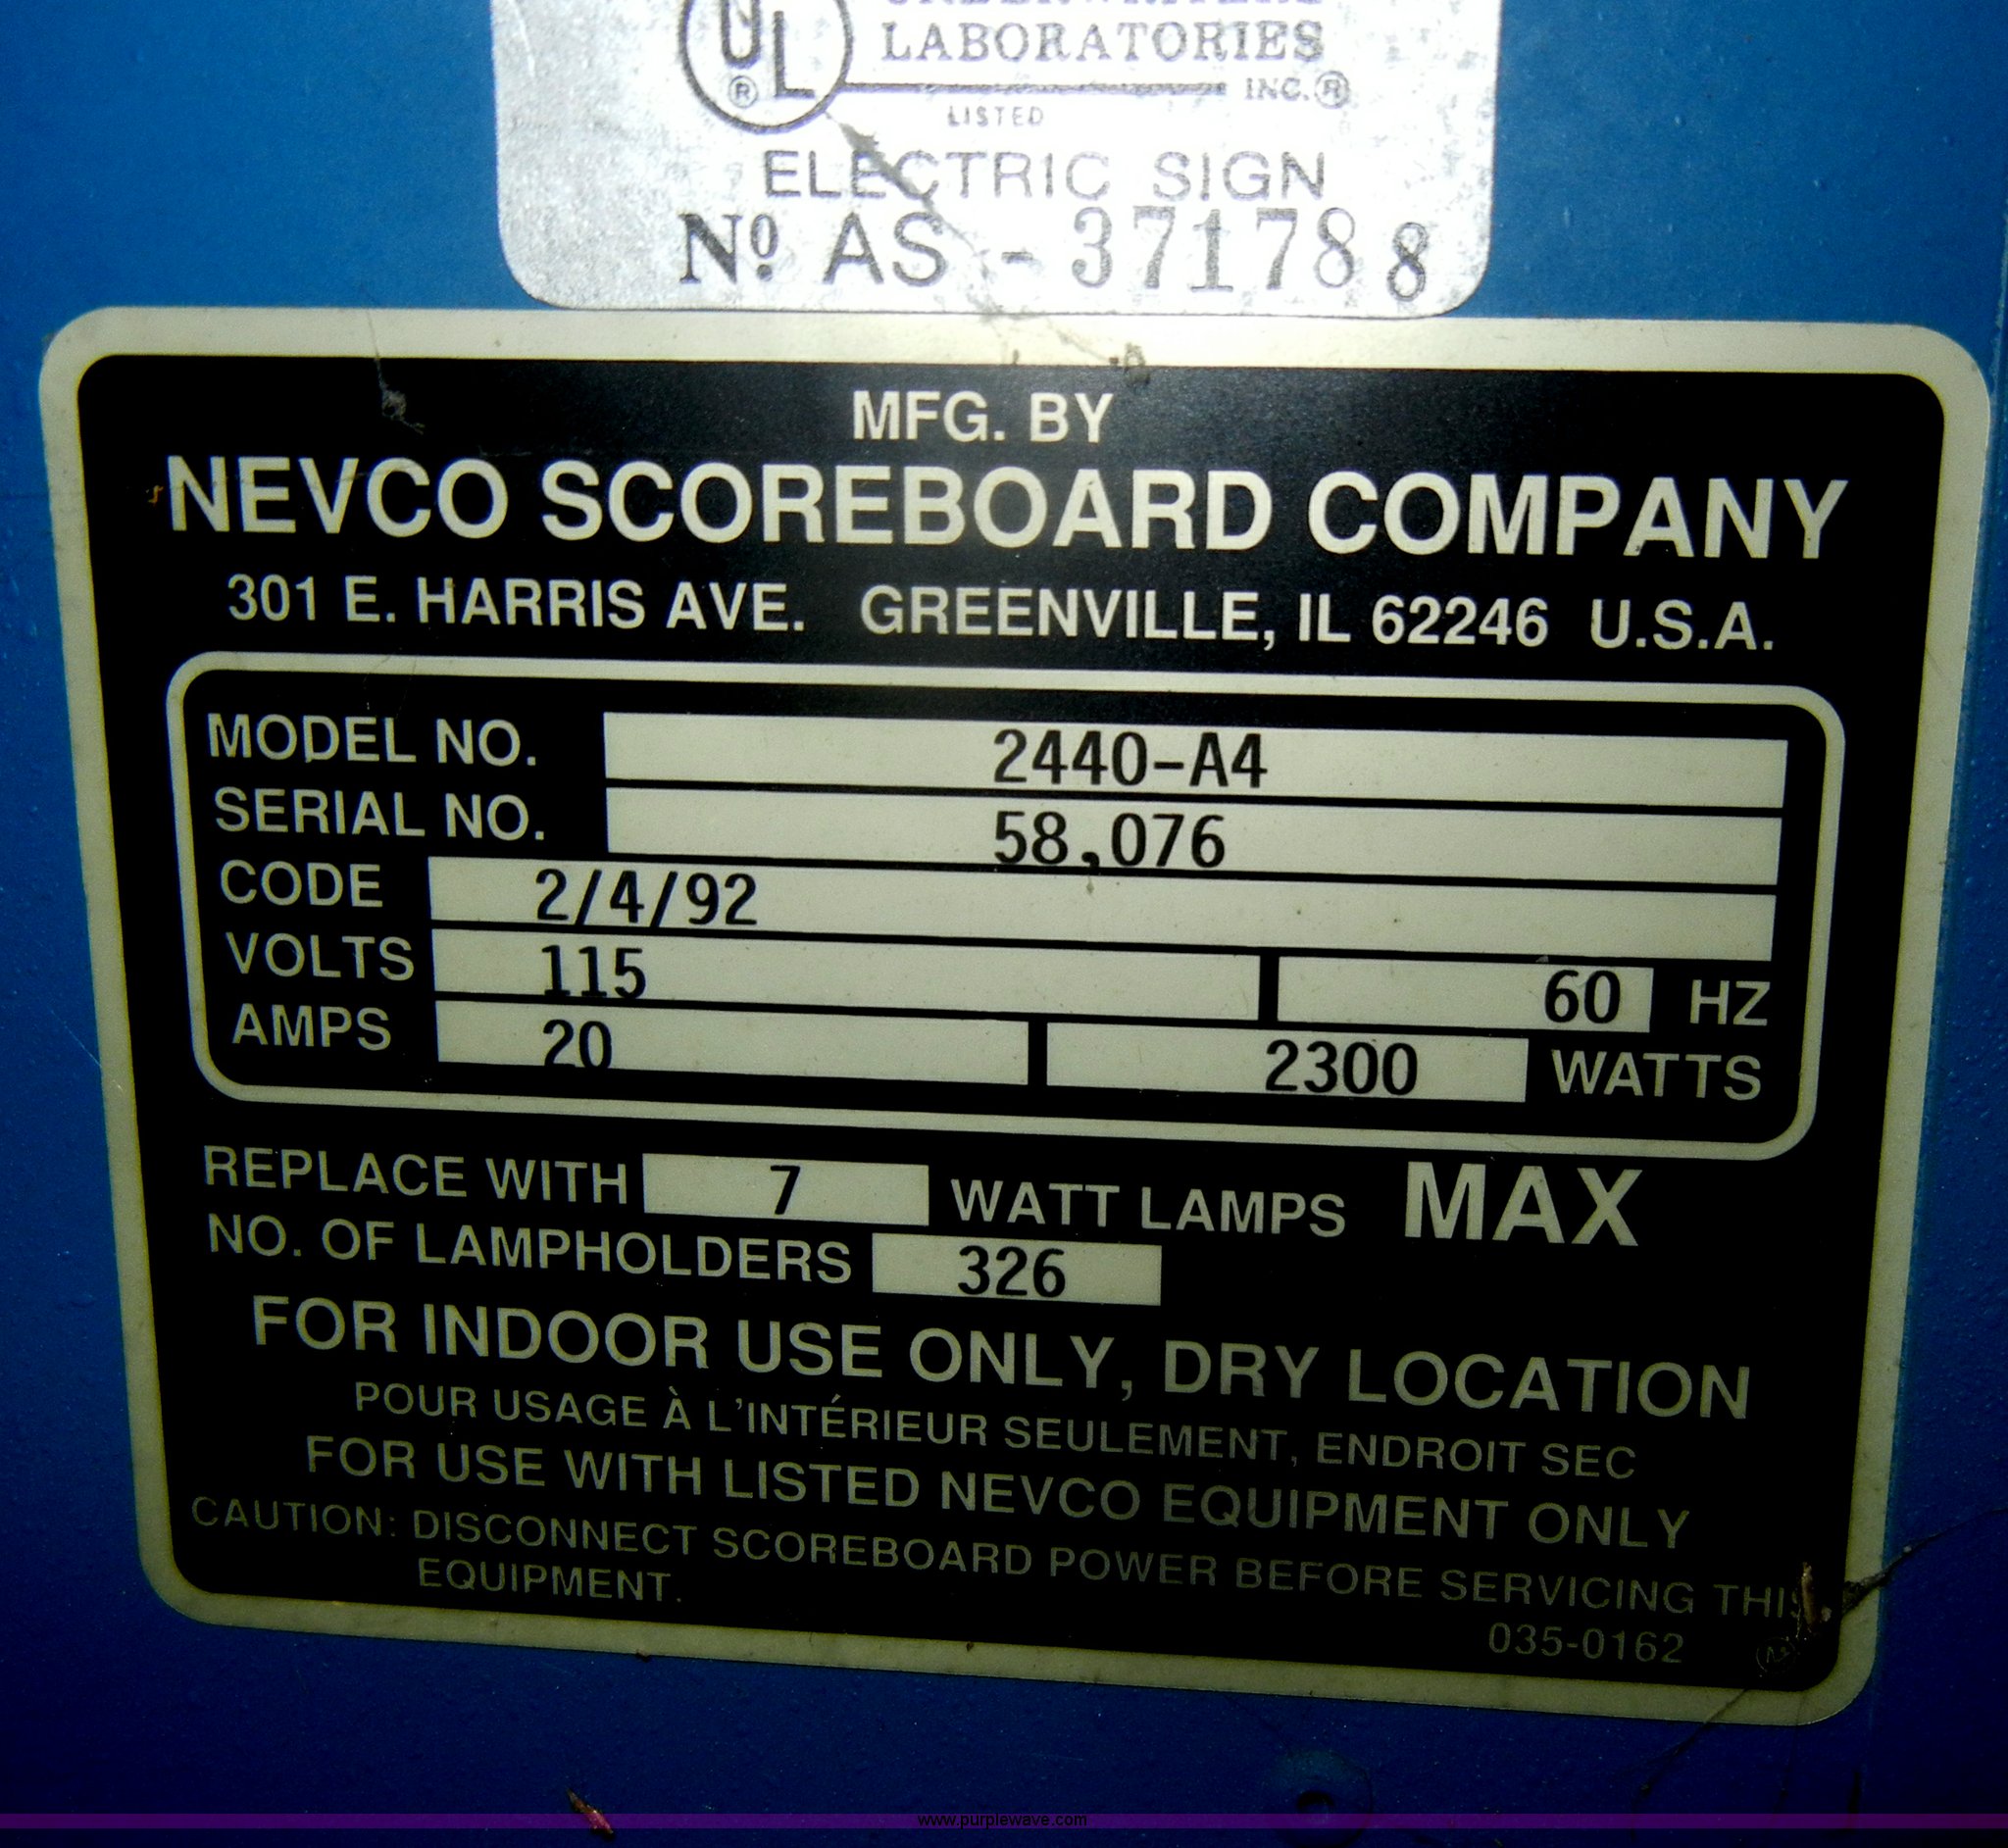 UL
®
LABORATORIES
INC.®
LISTED
ELECTRIC SIGN
Nº AS - 371788
MFG. BY
NEVCO SCOREBOARD COMPANY
301 E. HARRIS AVE. GREENVILLE, IL 62246 U.S.A.
MODEL NO. 2440-A4
SERIAL NO. 58,076
CODE 2/4/92
VOLTS 115 60 HZ
AMPS 20 2300 WATTS
REPLACE WITH 7 WATT LAMPS MAX
NO. OF LAMPHOLDERS 326
FOR INDOOR USE ONLY, DRY LOCATION
POUR USAGE À L'INTÉRIEUR SEULEMENT, ENDROIT SEC
FOR USE WITH LISTED NEVCO EQUIPMENT ONLY
CAUTION: DISCONNECT SCOREBOARD POWER BEFORE SERVICING THIS
EQUIPMENT.
035-0162
www.purplewave.com